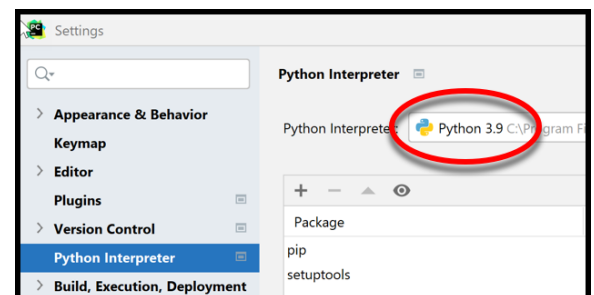 PC
Settings
Python Interpreter
Appearance & Behavior
Python Interpreter: Python 3.9 C:\Program Fi
Keymap
Editor
Plugins
Version Control
Package
Python Interpreter
pip
setuptools
Build, Execution, Deployment